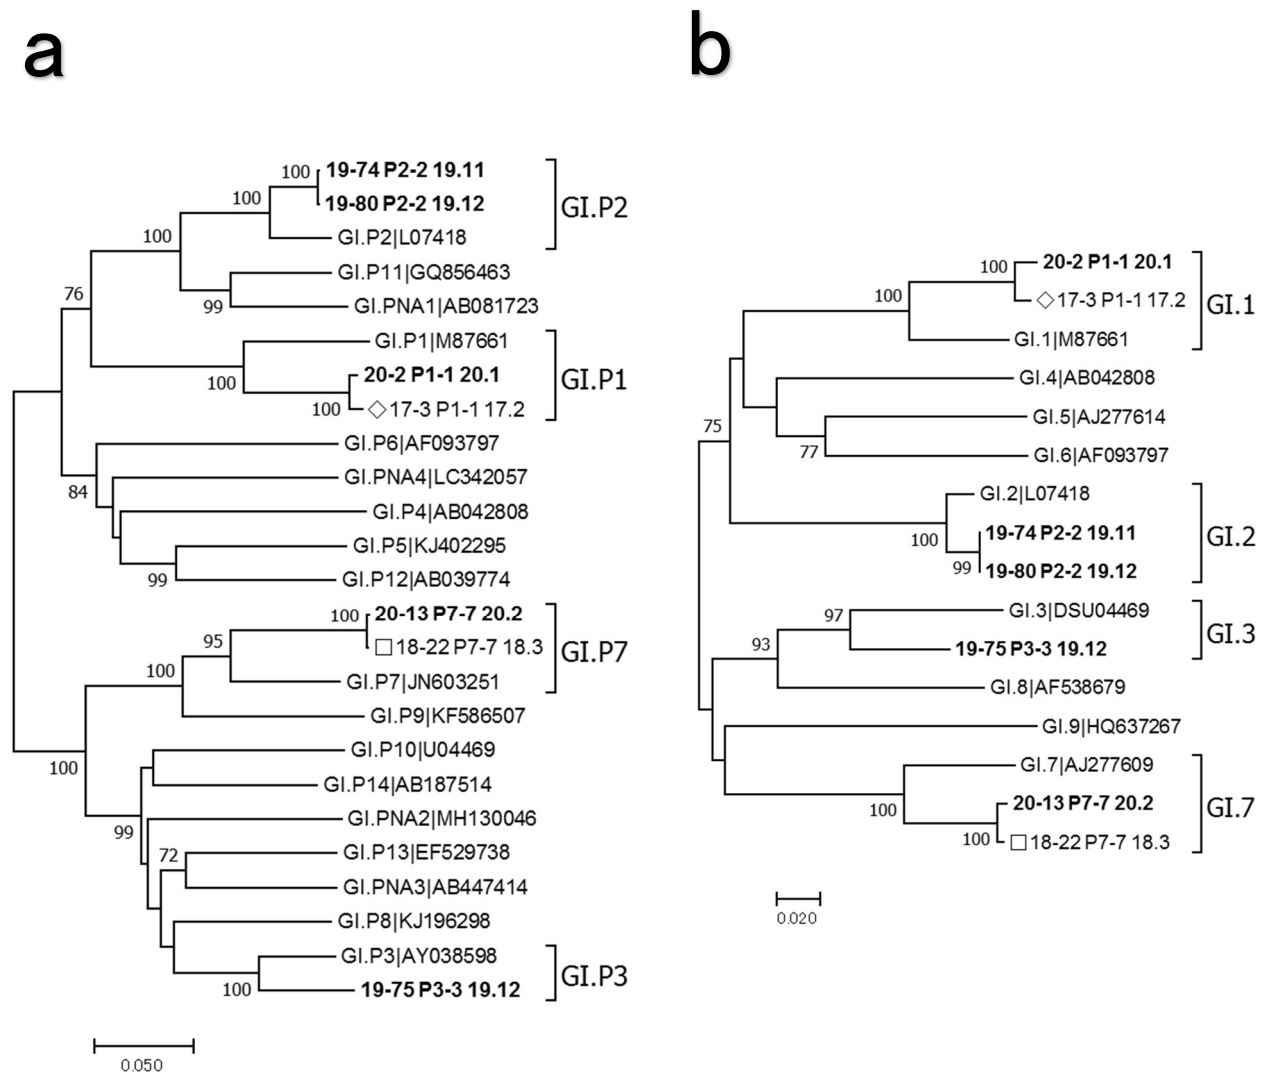 a
100
19-74 P2-2 19.11
100
19-80 P2-2 19.12
GI.P2
100
GI.P2|L07418
GI.P11|GQ856463
76
99
GI.PNA1|AB081723
GI.P1|M87661
100
20-2 P1-1 20.1
GI.P1
100
17-3 P1-1 17.2
GI.P6|AF093797
84
GI.PNA4|LC342057
GI.P4|AB042808
GI.P5|KJ402295
99
GI.P12|AB039774
100
20-13 P7-7 20.2
95
18-22 P7-7 18.3
GI.P7
100
GI.P7|JN603251
GI.P9|KF586507
100
GI.P10|U04469
GI.P14|AB187514
99
GI.PNA2|MH130046
72
GI.P13|EF529738
GI.PNA3|AB447414
GI.P8|KJ196298
GI.P3|AY038598
100
19-75 P3-3 19.12
GI.P3
0.050
b
100
20-2 P1-1 20.1
100
17-3 P1-1 17.2
GI.1
GI.1|M87661
GI.4|AB042808
75
GI.5|AJ277614
77
GI.6|AF093797
GI.2|L07418
100
19-74 P2-2 19.11
GI.2
99
19-80 P2-2 19.12
97
GI.3|DSU04469
93
19-75 P3-3 19.12
GI.3
GI.8|AF538679
GI.9|HQ637267
GI.7|AJ277609
100
20-13 P7-7 20.2
GI.7
100
18-22 P7-7 18.3
0.020